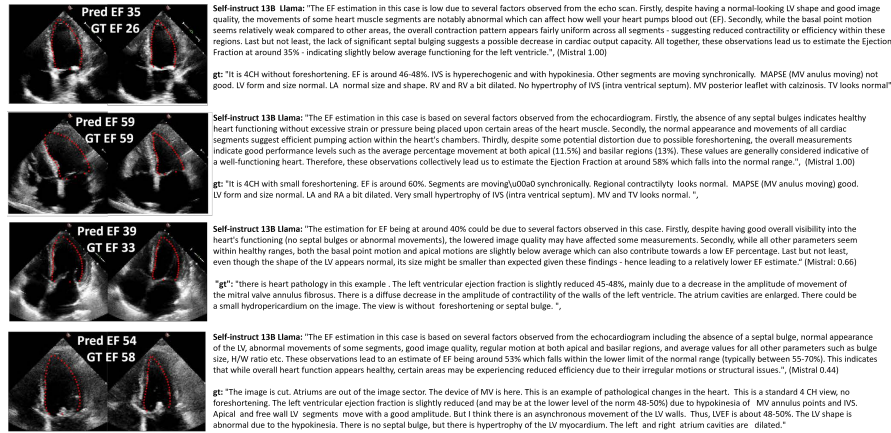 Pred EF 35
GT EF 26
Self-instruct 13B Llama: "The EF estimation in this case is low due to several factors observed from the echo scan. Firstly, despite having a normal-looking LV shape and good image
quality, the movements of some heart muscle segments are notably abnormal which can affect how well your heart pumps blood out (EF). Secondly, while the basal point motion
seems relatively weak compared to other areas, the overall contraction pattern appears fairly uniform across all segments - suggesting reduced contractility or efficiency within these
regions. Last but not least, the lack of significant septal bulging suggests a possible decrease in cardiac output capacity. All together, these observations lead us to estimate the Ejection
Fraction at around 35% - indicating slightly below average functioning for the left ventricle.", (Mistral 1.00)
gt: "It is 4CH without foreshortening. EF is around 46-48%. IVS is hyperechogenic and with hypokinesia. Other segments are moving synchronically. MAPSE (MV anulus moving) not
good. LV form and size normal. LA normal size and shape. RV and RV a bit dilated. No hypertrophy of IVS (intra ventrical septum). MV posterior leaflet with calzinosis. TV looks normal"
Pred EF 59
GT EF 59
Self-instruct 13B Llama: "The EF estimation in this case is based on several factors observed from the echocardiogram. Firstly, the absence of any septal bulges indicates healthy
heart functioning without excessive strain or pressure being placed upon certain areas of the heart muscle. Secondly, the normal appearance and movements of all cardiac
segments suggest efficient pumping action within the heart's chambers. Thirdly, despite some potential distortion due to possible foreshortening, the overall measurements
indicate good performance levels such as the average percentage movement at both apical (11.5%) and basilar regions (13%). These values are generally considered indicative of
a well-functioning heart. Therefore, these observations collectively lead us to estimate the Ejection Fraction at around 58% which falls into the normal range.", (Mistral 1.00)
gt: "It is 4CH with small foreshortening. EF is around 60%. Segments are moving\u00a0 synchronically. Regional contractilyty looks normal. MAPSE (MV anulus moving) good.
LV form and size normal. LA and RA a bit dilated. Very small hypertrophy of IVS (intra ventrical septum). MV and TV looks normal. ",
Pred EF 39
GT EF 33
Self-instruct 13B Llama: "The estimation for EF being at around 40% could be due to several factors observed in this case. Firstly, despite having good overall visibility into the
heart's functioning (no septal bulges or abnormal movements), the lowered image quality may have affected some measurements. Secondly, while all other parameters seem
within healthy ranges, both the basal point motion and apical motions are slightly below average which can also contribute towards a low EF percentage. Last but not least,
even though the shape of the LV appears normal, its size might be smaller than expected given these findings - hence leading to a relatively lower EF estimate." (Mistral: 0.66)
"gt": "there is heart pathology in this example . The left ventricular ejection fraction is slightly reduced 45-48%, mainly due to a decrease in the amplitude of movement of
the mitral valve annulus fibrosus. There is a diffuse decrease in the amplitude of contractility of the walls of the left ventricle. The atrium cavities are enlarged. There could be
a small hydropericardium on the image. The view is without foreshortening or septal bulge. ",
Pred EF 54
GT EF 58
Self-instruct 13B Llama: "The EF estimation in this case is based on several factors observed from the echocardiogram including the absence of a septal bulge, normal appearance
of the LV, abnormal movements of some segments, good image quality, regular motion at both apical and basilar regions, and average values for all other parameters such as bulge
size, H/W ratio etc. These observations lead to an estimate of EF being around 53% which falls within the lower limit of the normal range (typically between 55-70%). This indicates
that while overall heart function appears healthy, certain areas may be experiencing reduced efficiency due to their irregular motions or structural issues.", (Mistral 0.44)
gt: "The image is cut. Atriums are out of the image sector. The device of MV is here. This is an example of pathological changes in the heart. This is a standard 4 CH view, no
foreshortening. The left ventricular ejection fraction is slightly reduced (and may be at the lower level of the norm 48-50%) due to hypokinesia of MV annulus points and IVS.
Apical and free wall LV segments move with a good amplitude. But I think there is an asynchronous movement of the LV walls. Thus, LVEF is about 48-50%. The LV shape is
abnormal due to the hypokinesia. There is no septal bulge, but there is hypertrophy of the LV myocardium. The left and right atrium cavities are dilated."